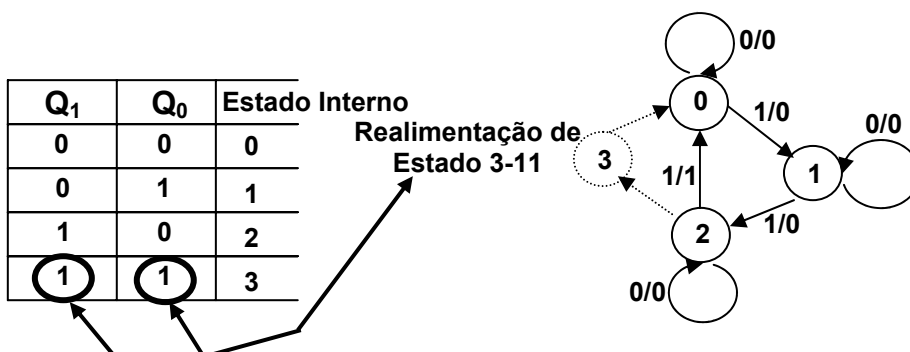 Q₁ Q₀ Estado Interno
0 0 0
0 1 1
1 0 2
1 1 3
Realimentação de
Estado 3-11
0/0
0
1/0
0/0
3
1
1/1
1/0
2
0/0